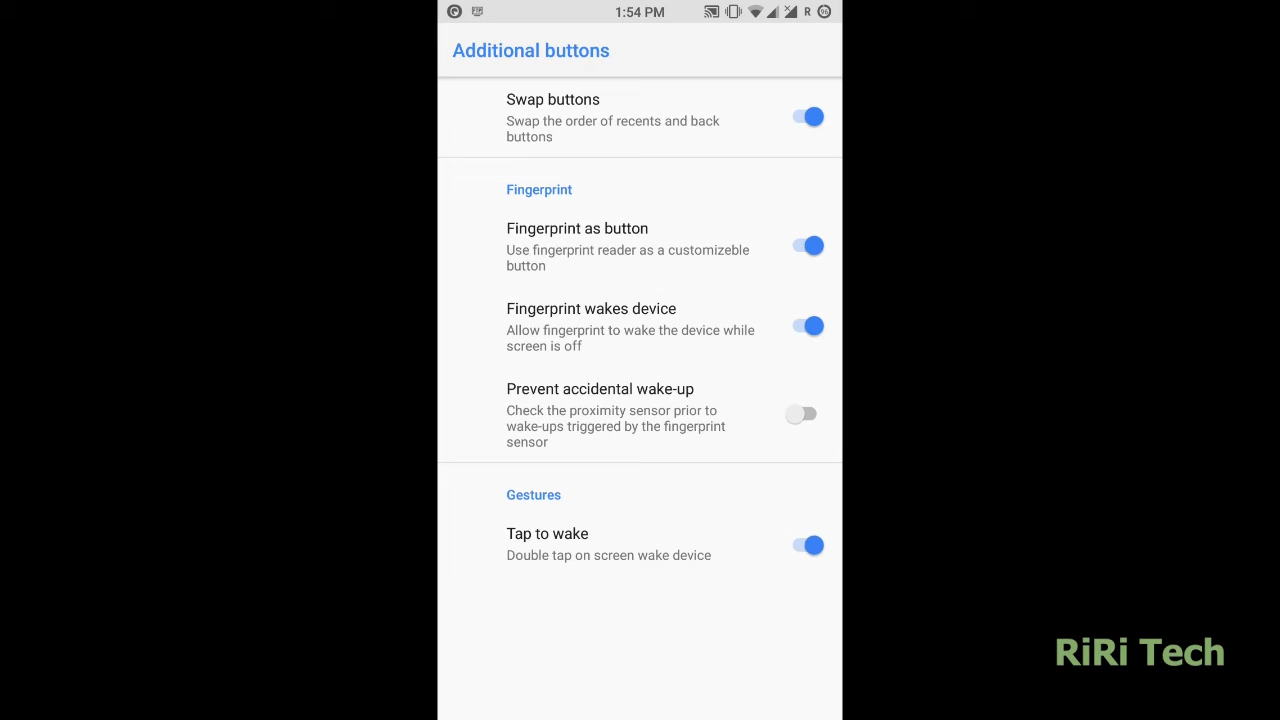 1:54 PM
R
96
Additional buttons
Swap buttons
Swap the order of recents and back
buttons
Fingerprint
Fingerprint as button
Use fingerprint reader as a customizeble
button
Fingerprint wakes device
Allow fingerprint to wake the device while
screen is off
Prevent accidental wake-up
Check the proximity sensor prior to
wake-ups triggered by the fingerprint
sensor
Gestures
Tap to wake
Double tap on screen wake device
RiRi Tech